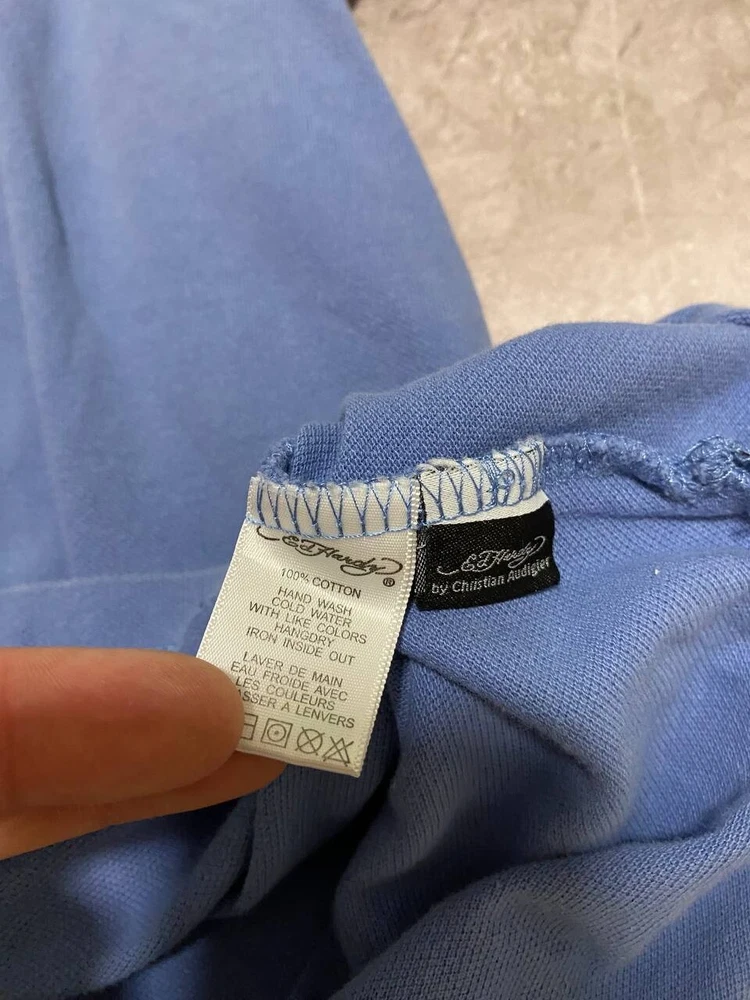 Ed Hardy ®
100% COTTON
HAND WASH
COLD WATER
WITH LIKE COLORS
HANGDRY
IRON INSIDE OUT
LAVER DE MAIN
EAU FROIDE AVEC
LES COULEURS
ASSER A LENVERS
Ed Hardy
by Christian Audigier